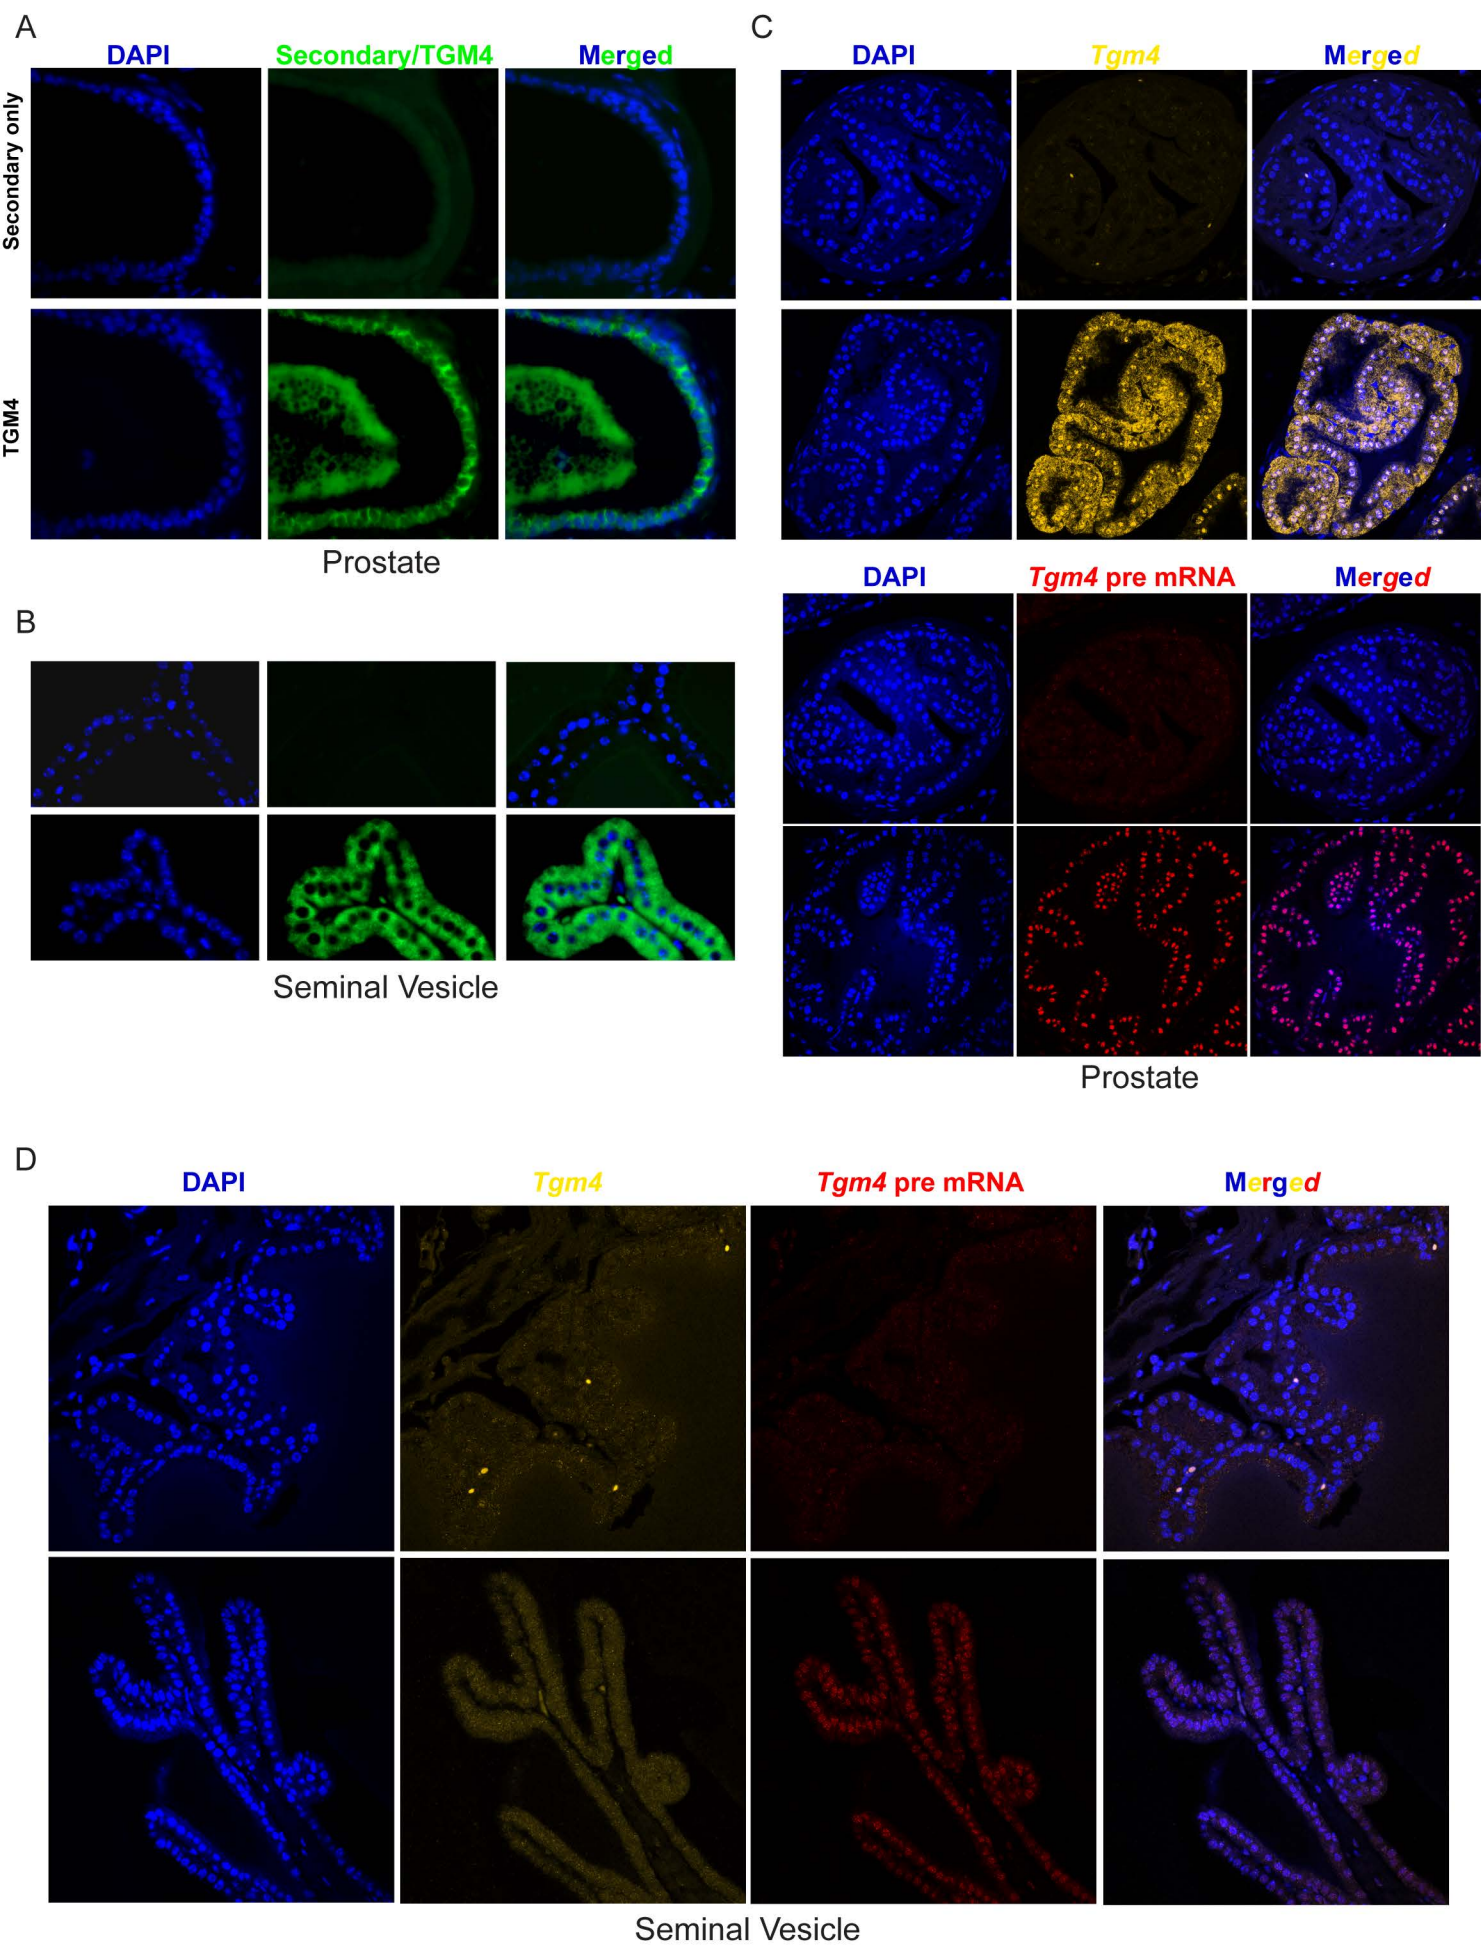 A
DAPI
Secondary/TGM4
Merged
Secondary only
TGM4
Prostate
B
Seminal Vesicle
C
DAPI
Tgm4
Merged
DAPI
Tgm4 pre mRNA
Merged
Prostate
D
DAPI
Tgm4
Tgm4 pre mRNA
Merged
Seminal Vesicle